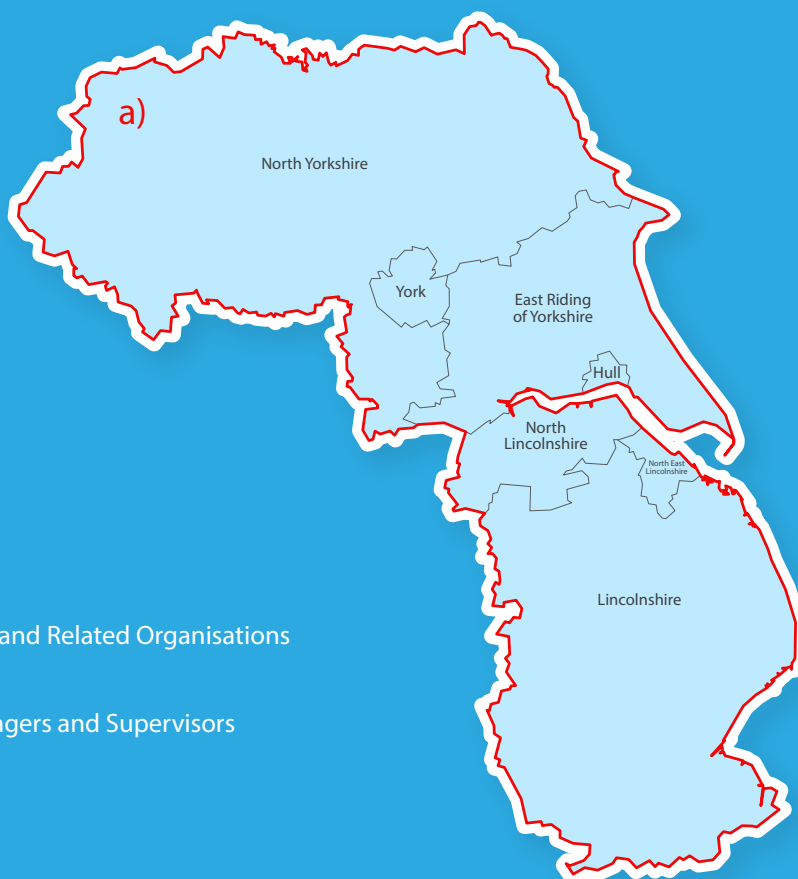 a)
North Yorkshire
York
East Riding
of Yorkshire
Hull
North
Lincolnshire
North East
Lincolnshire
Lincolnshire
and Related Organisations
agers and Supervisors